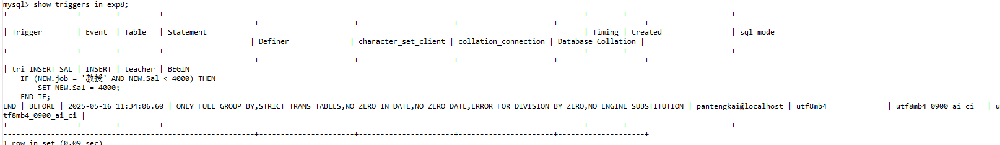 mysql> show triggers in exp8;
+----------------+-------+---------+---------------------------------------------------------------------------------------+--------+------------------------+-----------------------------------------------------------
--------------------------------------------------------+----------------------+----------------------+----------------------+--------------------+
| Trigger        | Event  | Table   | Statement                                                                                       | Timing | Created                | sql_mode
                                                        | Definer              | character_set_client | collation_connection | Database Collation |
+----------------+-------+---------+---------------------------------------------------------------------------------------+--------+------------------------+-----------------------------------------------------------
--------------------------------------------------------+----------------------+----------------------+----------------------+--------------------+
| tri_INSERT_SAL | INSERT | teacher | BEGIN
    IF (NEW.job = '教授' AND NEW.Sal < 4000) THEN
        SET NEW.Sal = 4000;
    END IF;
END | BEFORE | 2025-05-16 11:34:06.60 | ONLY_FULL_GROUP_BY,STRICT_TRANS_TABLES,NO_ZERO_IN_DATE,NO_ZERO_DATE,ERROR_FOR_DIVISION_BY_ZERO,NO_ENGINE_SUBSTITUTION | pantengkai@localhost | utf8mb4              | utf8mb4_0900_ai_ci   | u
tf8mb4_0900_ai_ci |
+----------------+-------+---------+---------------------------------------------------------------------------------------+--------+------------------------+-----------------------------------------------------------
--------------------------------------------------------+----------------------+----------------------+----------------------+--------------------+
1 row in set (0.09 sec)